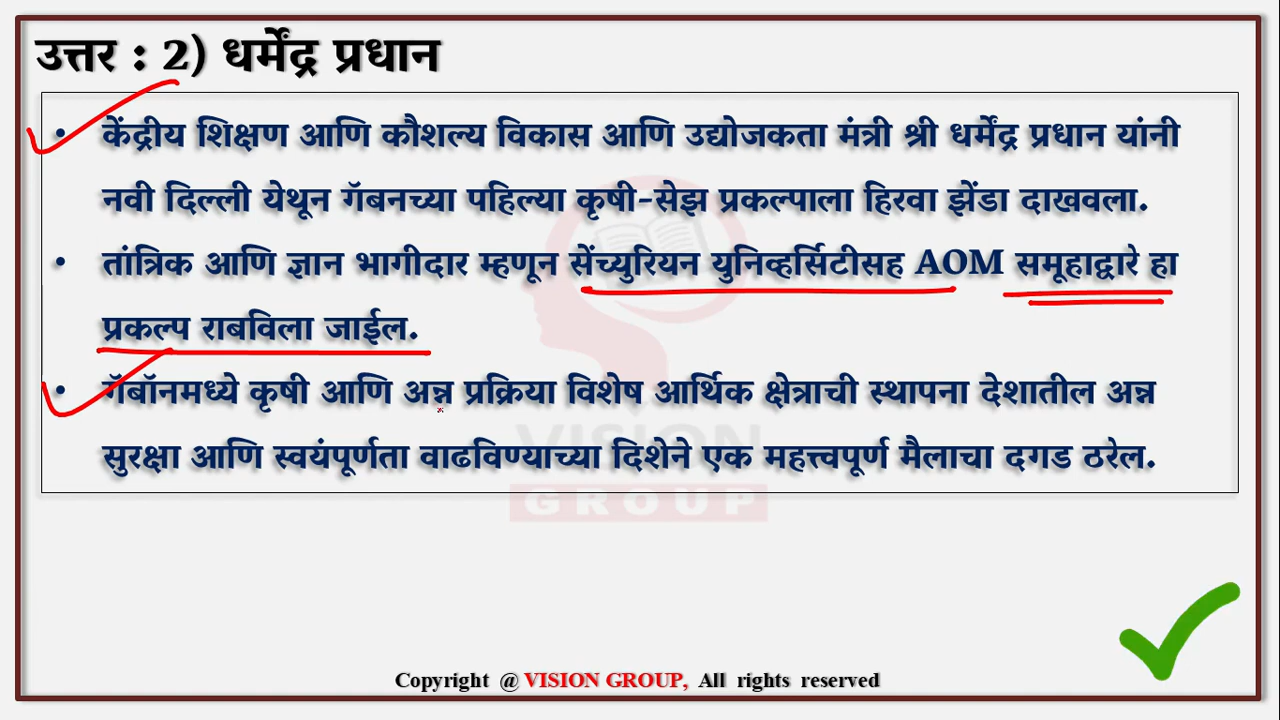 उत्तर : 2) धर्मेंद्र प्रधान
• केंद्रीय शिक्षण आणि कौशल्य विकास आणि उद्योजकता मंत्री श्री धर्मेंद्र प्रधान यांनी
नवी दिल्ली येथून गॅबनच्या पहिल्या कृषी-सेझ प्रकल्पाला हिरवा झेंडा दाखवला.
• तांत्रिक आणि ज्ञान भागीदार म्हणून सेंच्युरियन युनिव्हर्सिटीसह AOM समूहाद्वारे हा
प्रकल्प राबविला जाईल.
• गॅबॉनमध्ये कृषी आणि अन्न प्रक्रिया विशेष आर्थिक क्षेत्राची स्थापना देशातील अन्न
सुरक्षा आणि स्वयंपूर्णता वाढविण्याच्या दिशेने एक महत्त्वपूर्ण मैलाचा दगड ठरेल.
VISION
GROUP
Copyright @ VISION GROUP, All rights reserved